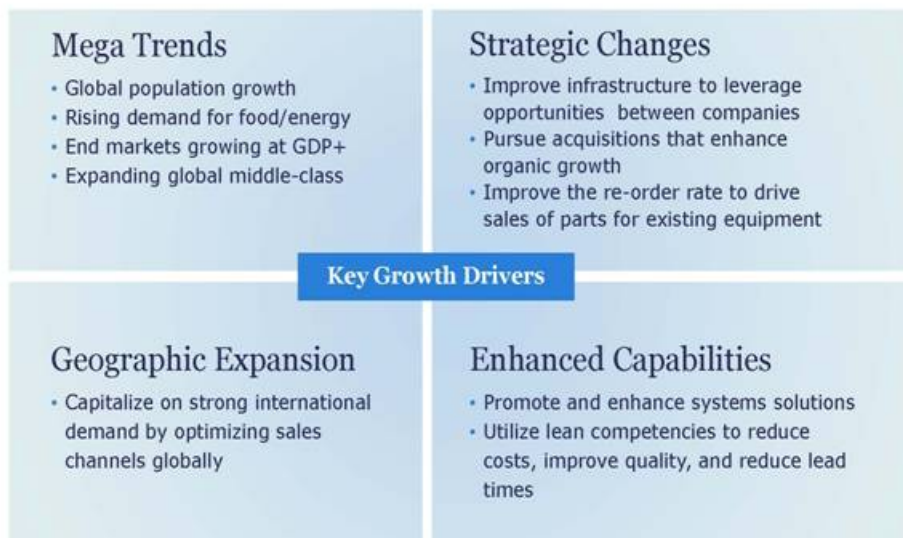 Mega Trends
• Global population growth
• Rising demand for food/energy
• End markets growing at GDP+
• Expanding global middle-class
Strategic Changes
• Improve infrastructure to leverage
opportunities between companies
• Pursue acquisitions that enhance
organic growth
• Improve the re-order rate to drive
sales of parts for existing equipment
Key Growth Drivers
Geographic Expansion
• Capitalize on strong international
demand by optimizing sales
channels globally
Enhanced Capabilities
• Promote and enhance systems solutions
• Utilize lean competencies to reduce
costs, improve quality, and reduce lead
times